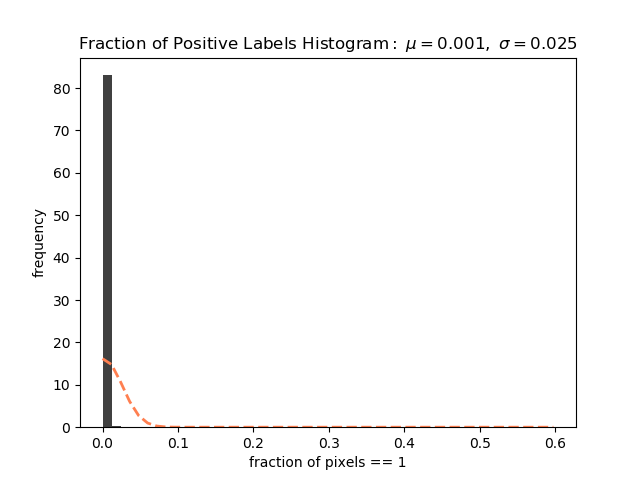 Fraction of Positive Labels Histogram : μ = 0.001, σ = 0.025
80
70
60
50
40
30
20
10
0
frequency
0.0 0.1 0.2 0.3 0.4 0.5 0.6
fraction of pixels == 1